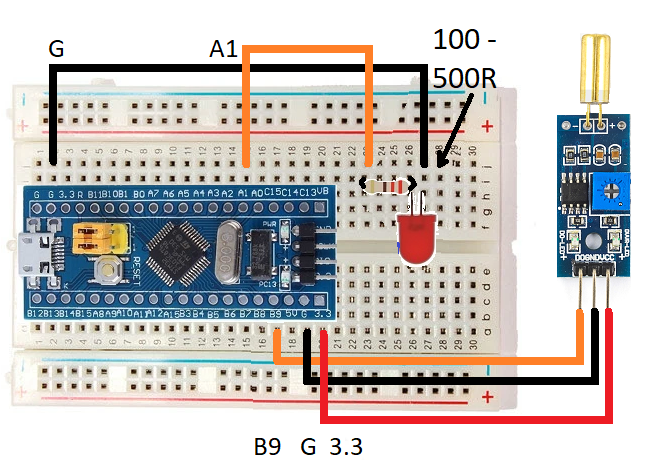 G
A1
100 -
500R
G G 3.3 R B11 B10 B1 B0 A7 A6 A5 A4 A3 A2 A1 A0 C15 C14 C13 VB
PWR
RESET
PC13
B12 B13 B14 B15 A8 A9 A10 A11 A12 A15 B3 B4 B5 B6 B7 B8 B9 5V G 3.3
DO-LED
DOGNDVCC
B9 G 3.3